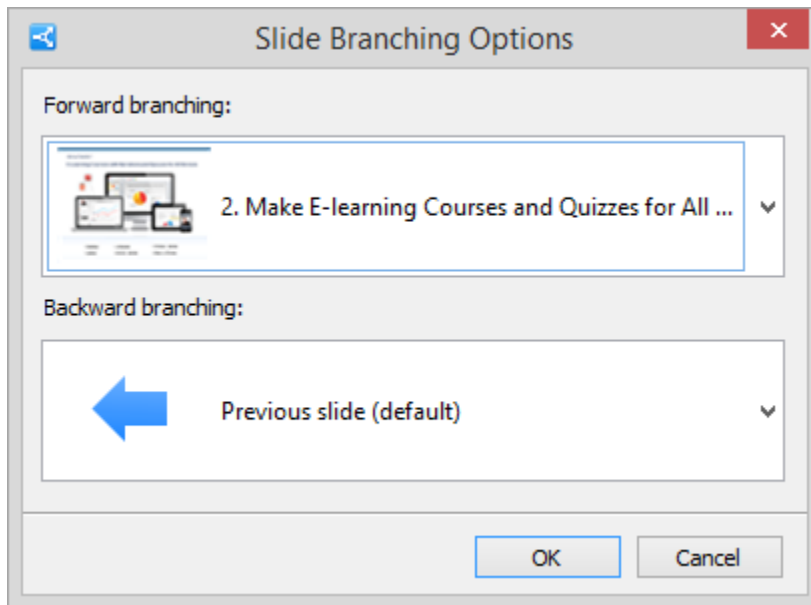 Slide Branching Options
Forward branching:
2. Make E-learning Courses and Quizzes for All ...
Backward branching:
Previous slide (default)
OK
Cancel